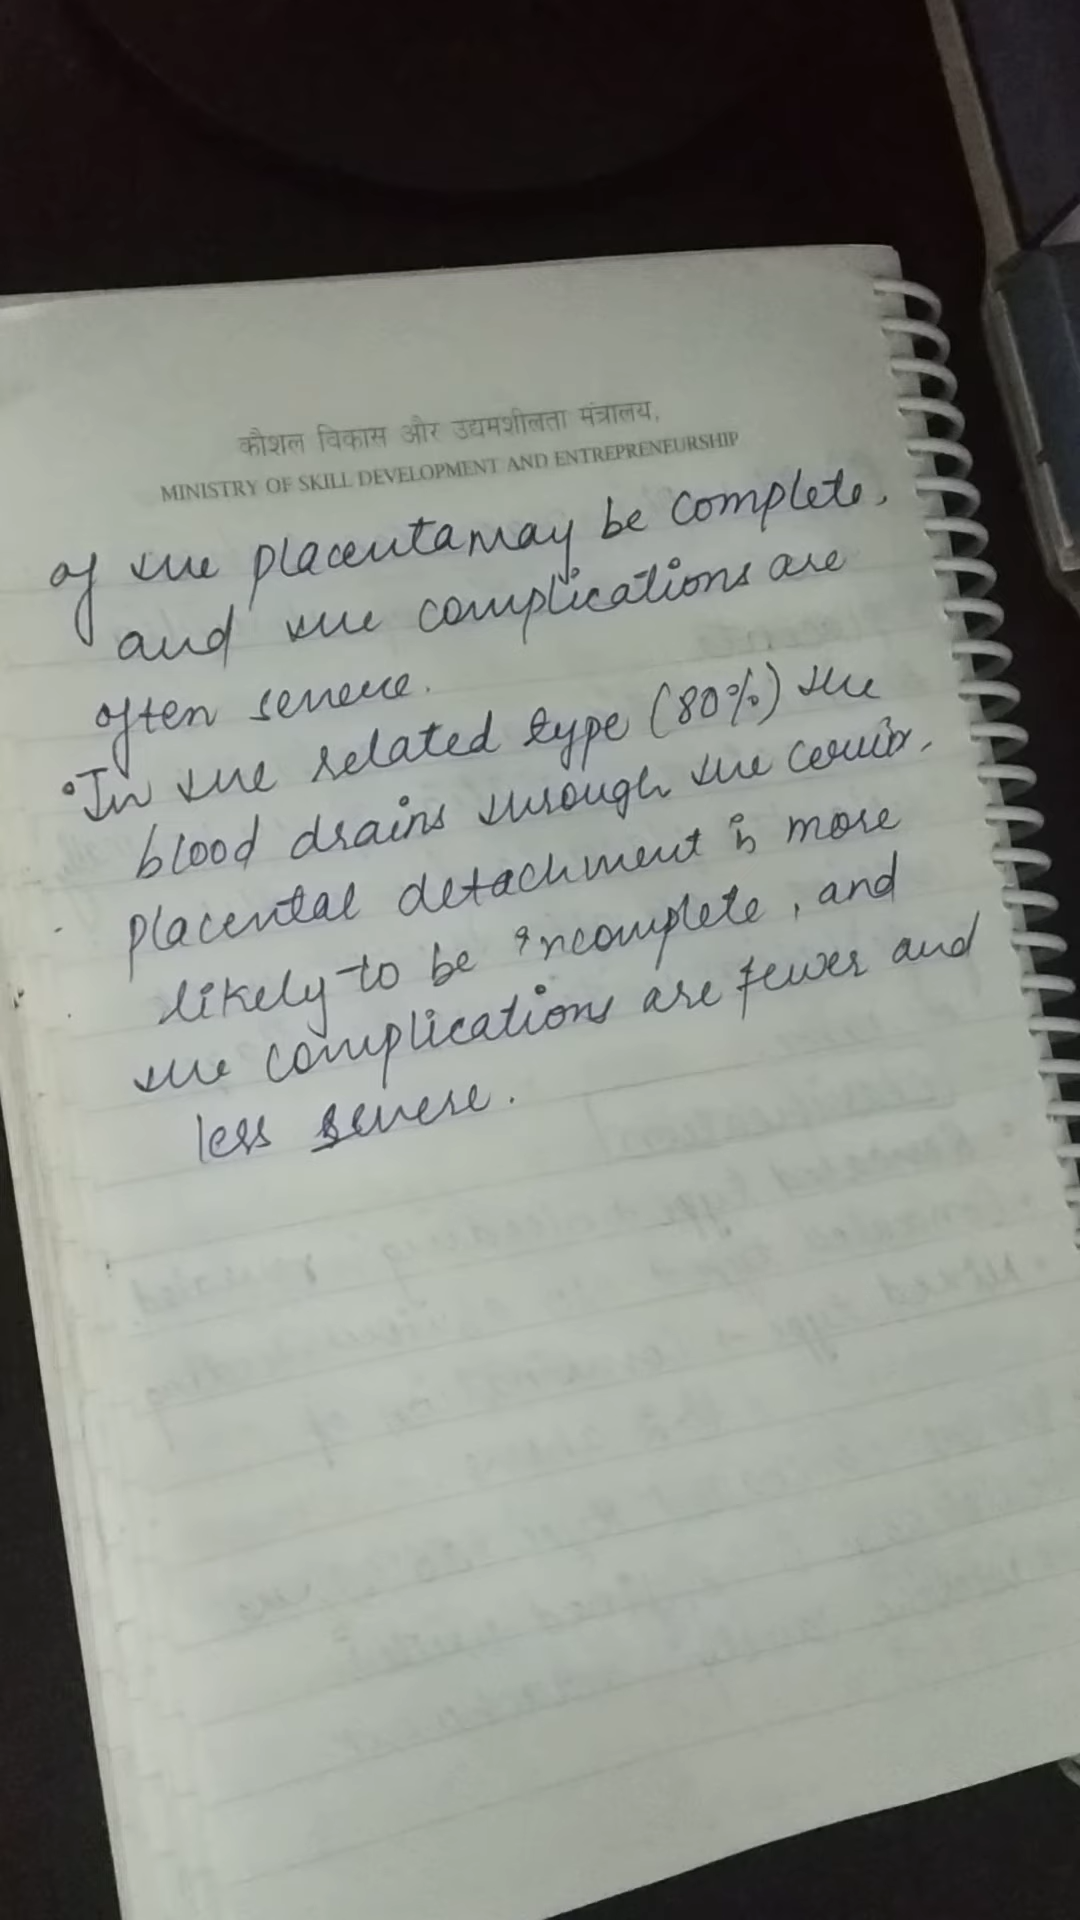 कौशल विकास और उद्यमशीलता मंत्रालय,
MINISTRY OF SKILL DEVELOPMENT AND ENTREPRENEURSHIP
of the placenta may be complete,
and the complications are
often severe.
• In the related type (80%) the
blood drains through the cervix,
placental detachment is more
likely to be incomplete, and
the complications are fewer and
less severe.